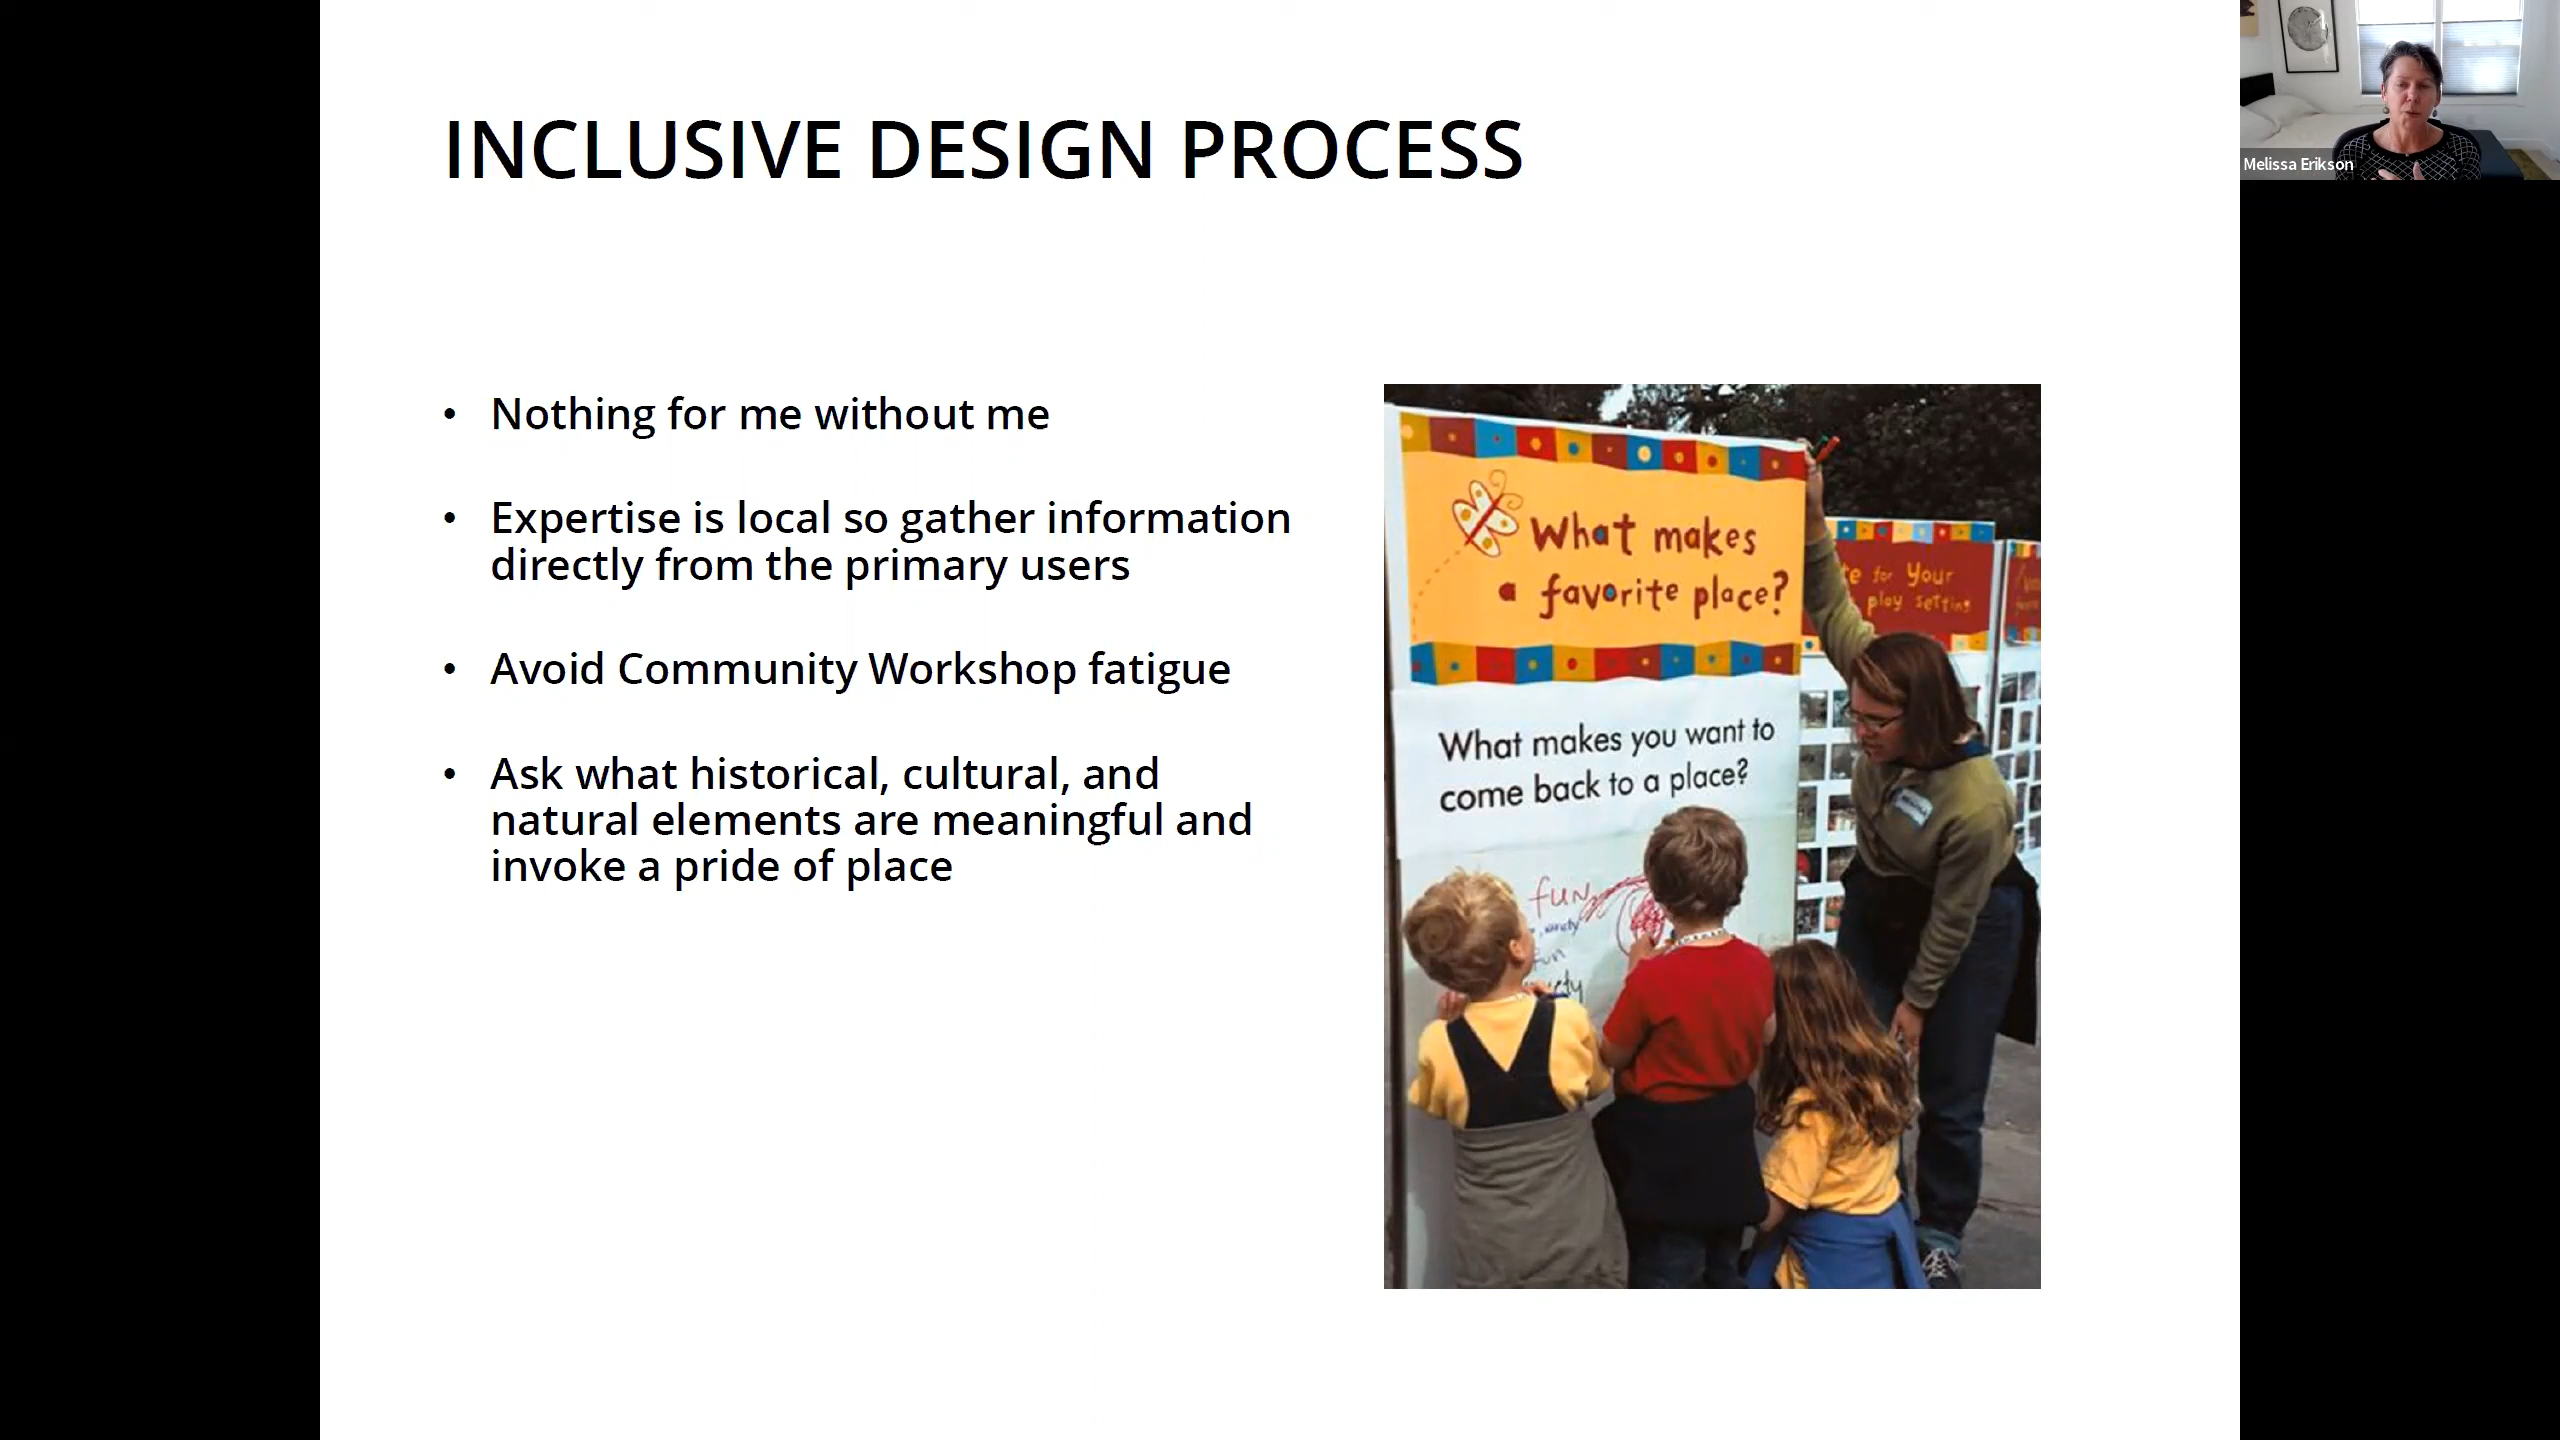 INCLUSIVE DESIGN PROCESS
Melissa Erikson
• Nothing for me without me
• Expertise is local so gather information
directly from the primary users
• Avoid Community Workshop fatigue
• Ask what historical, cultural, and
natural elements are meaningful and
invoke a pride of place
What makes
a favorite place?
for Your
play setting
What makes you want to
come back to a place?
fun
fun